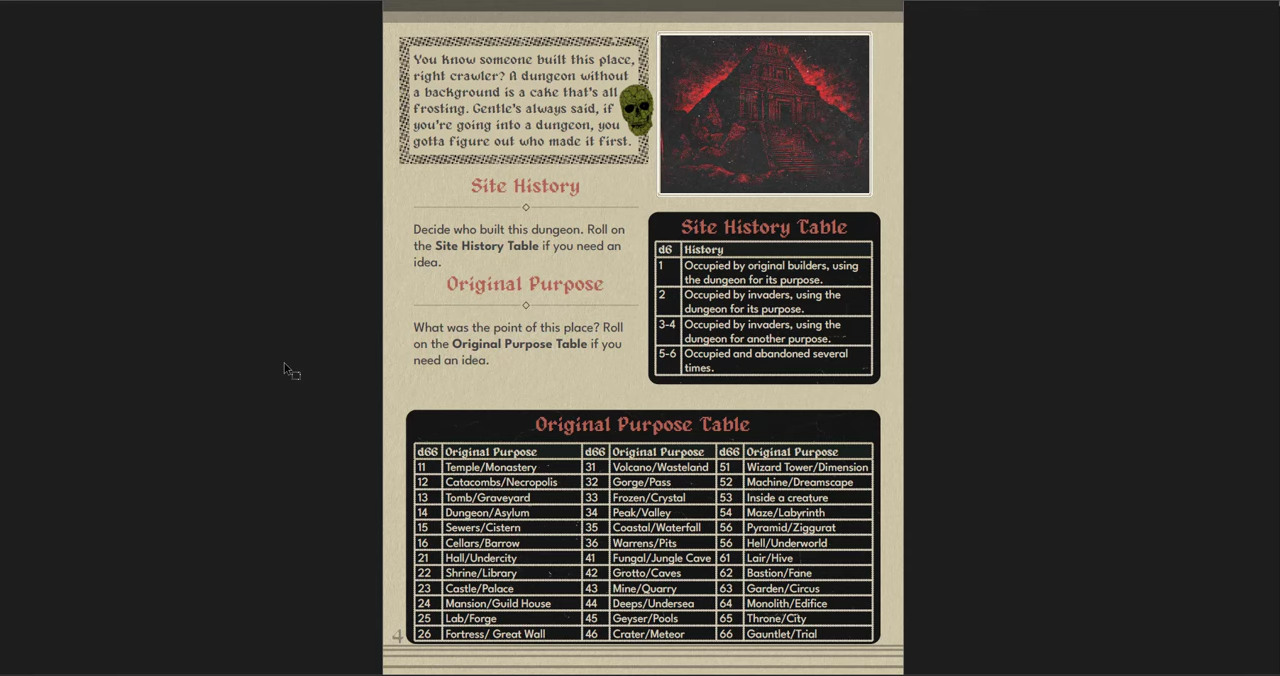 You know someone built this place,
right crawler? A dungeon without
a background is a cake that's all
frosting. Gentle's always said, if
you're going into a dungeon, you
gotta figure out who made it first.
Site History
Decide who built this dungeon. Roll on
the Site History Table if you need an
idea.
Original Purpose
What was the point of this place? Roll
on the Original Purpose Table if you
need an idea.
Site History Table
d6 History
1 Occupied by original builders, using
the dungeon for its purpose.
2 Occupied by invaders, using the
dungeon for its purpose.
3-4 Occupied by invaders, using the
dungeon for another purpose.
5-6 Occupied and abandoned several
times.
Original Purpose Table
d66 Original Purpose d66 Original Purpose d66 Original Purpose
11 Temple/Monastery 31 Volcano/Wasteland 51 Wizard Tower/Dimension
12 Catacombs/Necropolis 32 Gorge/Pass 52 Machine/Dreamscape
13 Tomb/Graveyard 33 Frozen/Crystal 53 Inside a creature
14 Dungeon/Asylum 34 Peak/Valley 54 Maze/Labyrinth
15 Sewers/Cistern 35 Coastal/Waterfall 56 Pyramid/Ziggurat
16 Cellars/Barrow 36 Warrens/Pits 56 Hell/Underworld
21 Hall/Undercity 41 Fungal/Jungle Cave 61 Lair/Hive
22 Shrine/Library 42 Grotto/Caves 62 Bastion/Fane
23 Castle/Palace 43 Mine/Quarry 63 Garden/Circus
24 Mansion/Guild House 44 Deeps/Undersea 64 Monolith/Edifice
25 Lab/Forge 45 Geyser/Pools 65 Throne/City
26 Fortress/ Great Wall 46 Crater/Meteor 66 Gauntlet/Trial
4